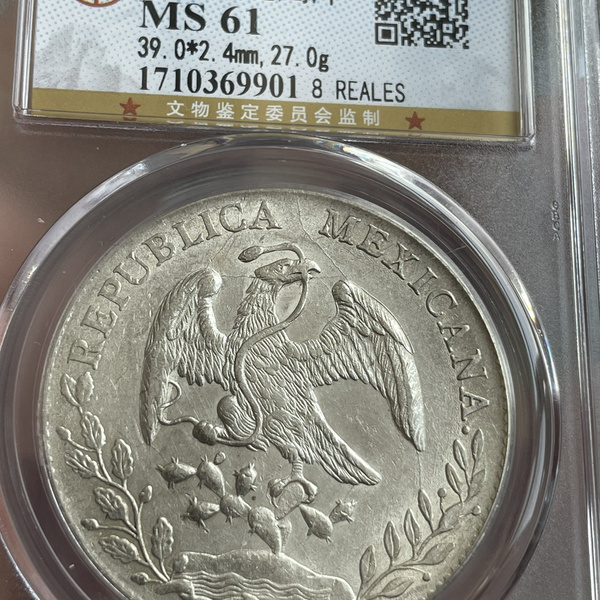 MS 61
39.0*2.4mm,27.0g
1710369901 8 REALES
文物鉴定委员会监制
REPUBLICA MEXICANA.